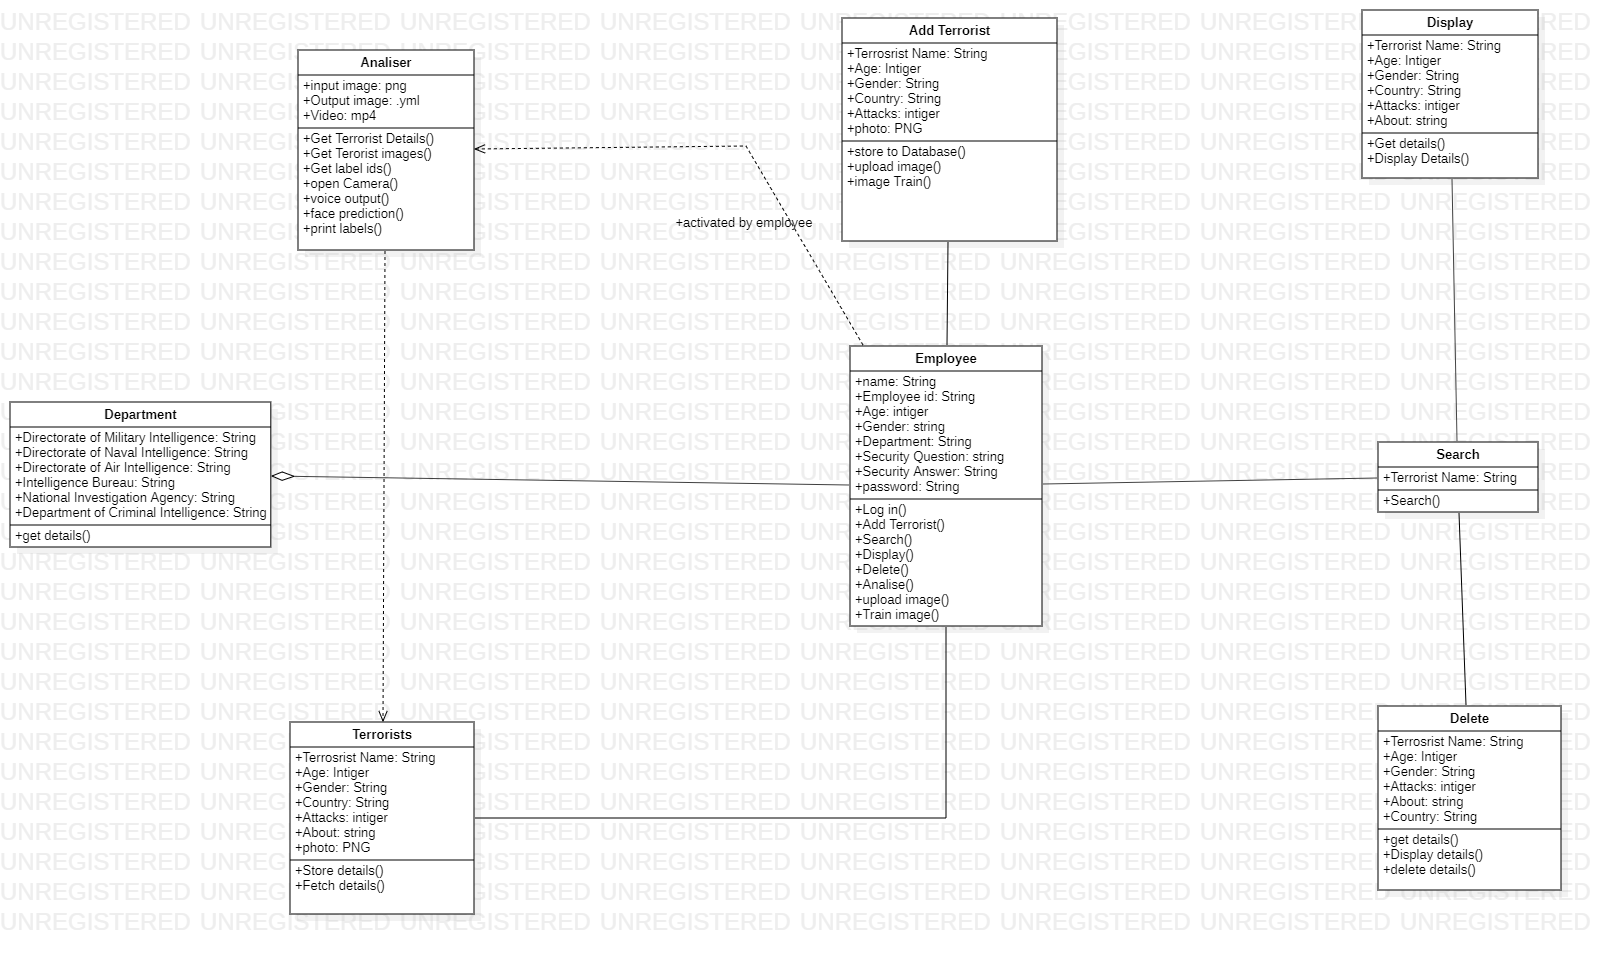 Analiser
+input image: png
+Output image: .yml
+Video: mp4
+Get Terrorist Details()
+Get Terorist images()
+Get label ids()
+open Camera()
+voice output()
+face prediction()
+print labels()
+activated by employee
Add Terrorist
+Terrosrist Name: String
+Age: Intiger
+Gender: String
+Country: String
+Attacks: intiger
+photo: PNG
+store to Database()
+upload image()
+image Train()
Display
+Terrorist Name: String
+Age: Intiger
+Gender: String
+Country: String
+Attacks: intiger
+About: string
+Get details()
+Display Details()
Department
+Directorate of Military Intelligence: String
+Directorate of Naval Intelligence: String
+Directorate of Air Intelligence: String
+Intelligence Bureau: String
+National Investigation Agency: String
+Department of Criminal Intelligence: String
+get details()
Employee
+name: String
+Employee id: String
+Age: intiger
+Gender: string
+Department: String
+Security Question: string
+Security Answer: String
+password: String
+Log in()
+Add Terrorist()
+Search()
+Display()
+Delete()
+Analise()
+upload image()
+Train image()
Search
+Terrorist Name: String
+Search()
Terrorists
+Terrosrist Name: String
+Age: Intiger
+Gender: String
+Country: String
+Attacks: intiger
+About: string
+photo: PNG
+Store details()
+Fetch details()
Delete
+Terrosrist Name: String
+Age: Intiger
+Gender: String
+Attacks: intiger
+About: string
+Country: String
+get details()
+Display details()
+delete details()
UNREGISTERED